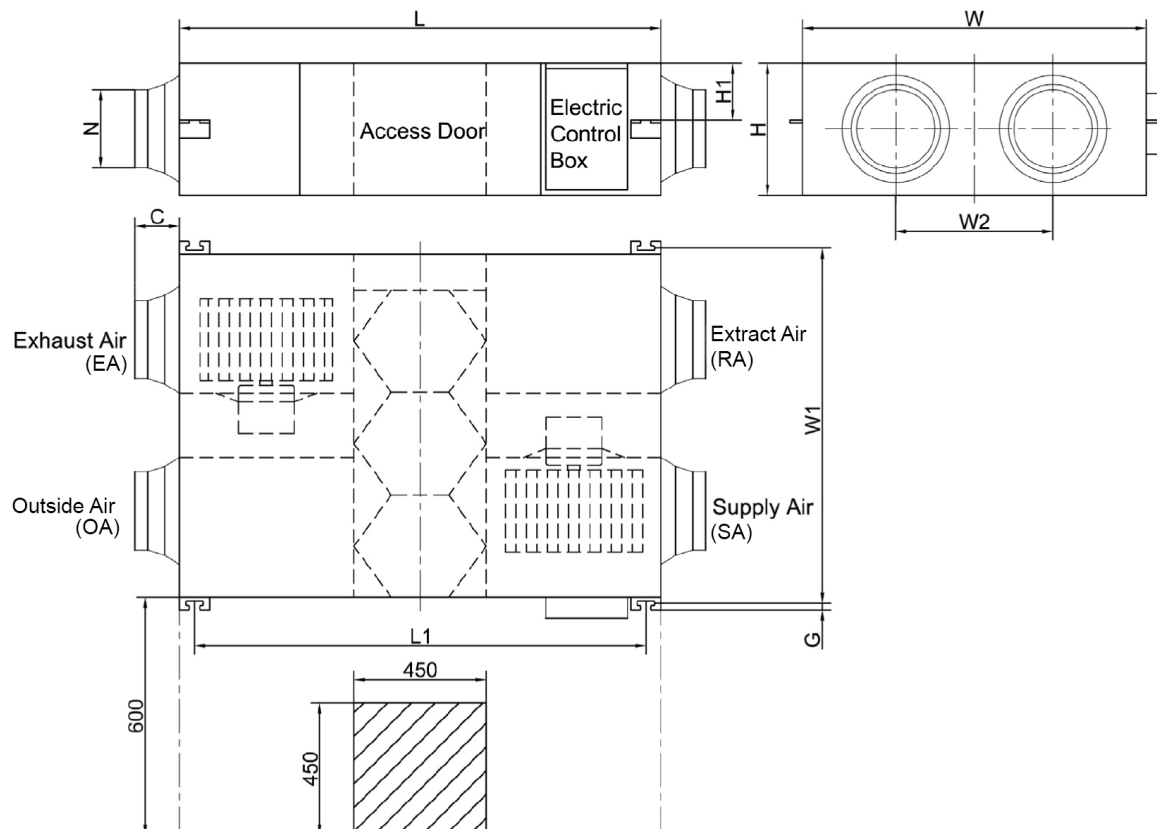 L
W
N
Access Door
Electric
Control
Box
H1
H
C
W2
Exhaust Air
(EA)
Extract Air
(RA)
W1
Outside Air
(OA)
Supply Air
(SA)
G
L1
450
600
450